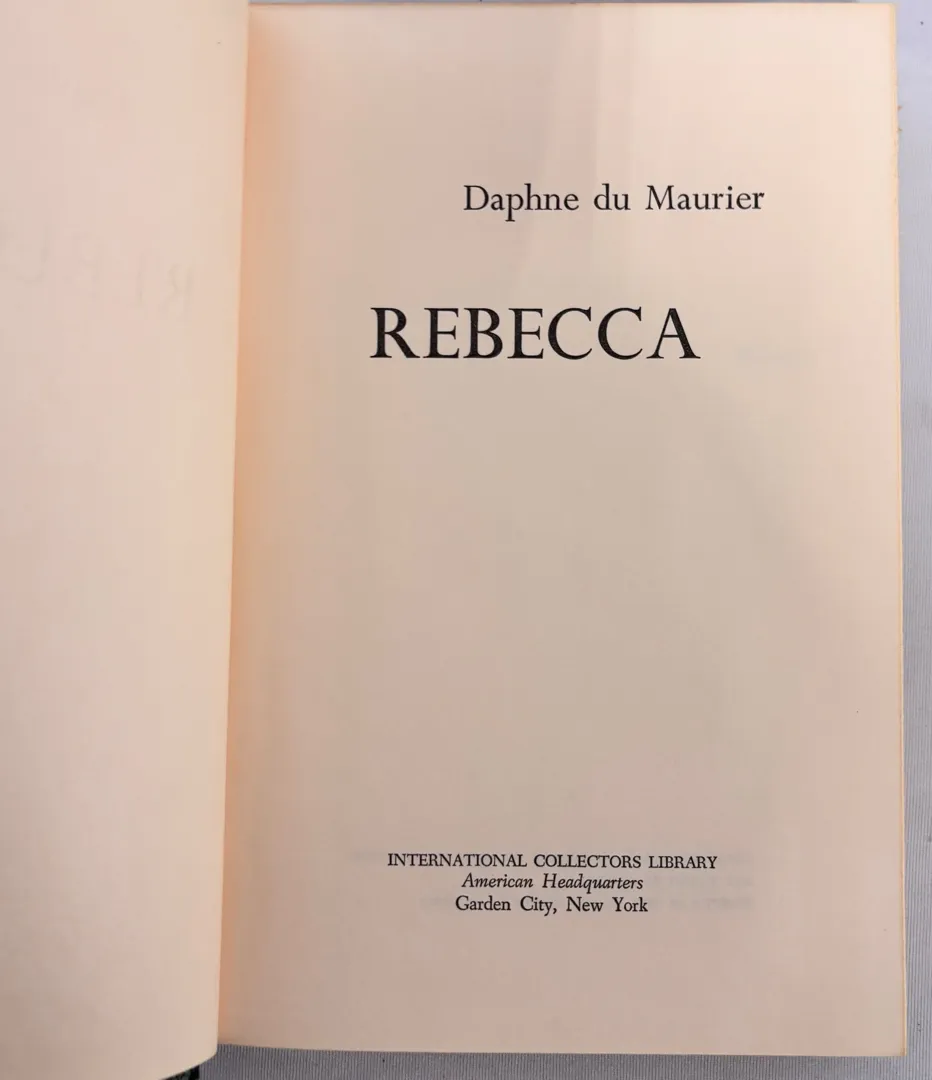 Daphne du Maurier
REBECCA
INTERNATIONAL COLLECTORS LIBRARY
American Headquarters
Garden City, New York